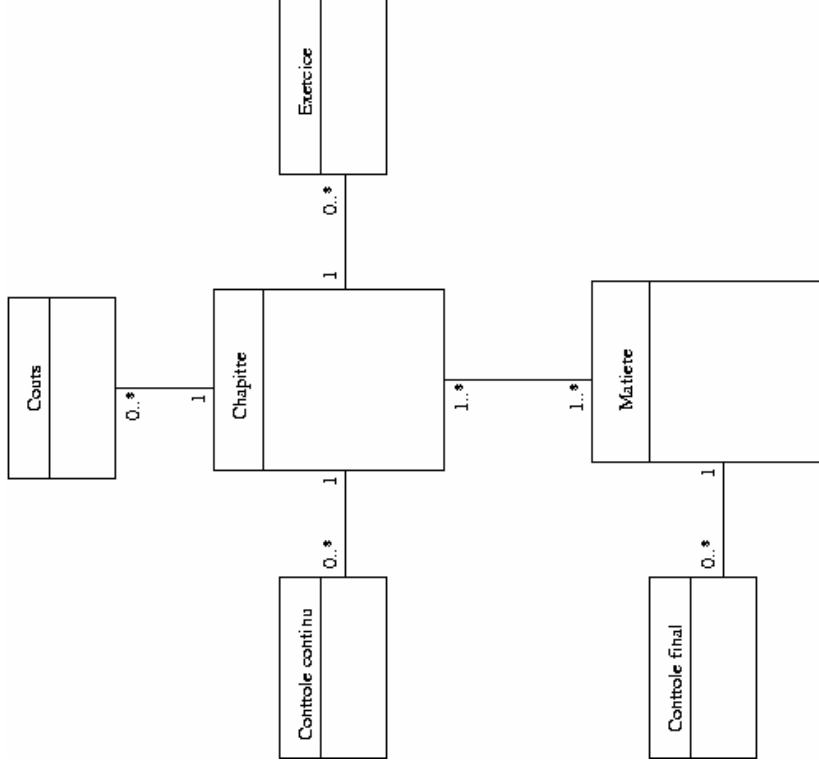 Cours
0..*
1
Chapitre
Controle continu
Exercice
0..*
1
1
0..*
1..*
1..*
Matiere
Controle final
0..*
1